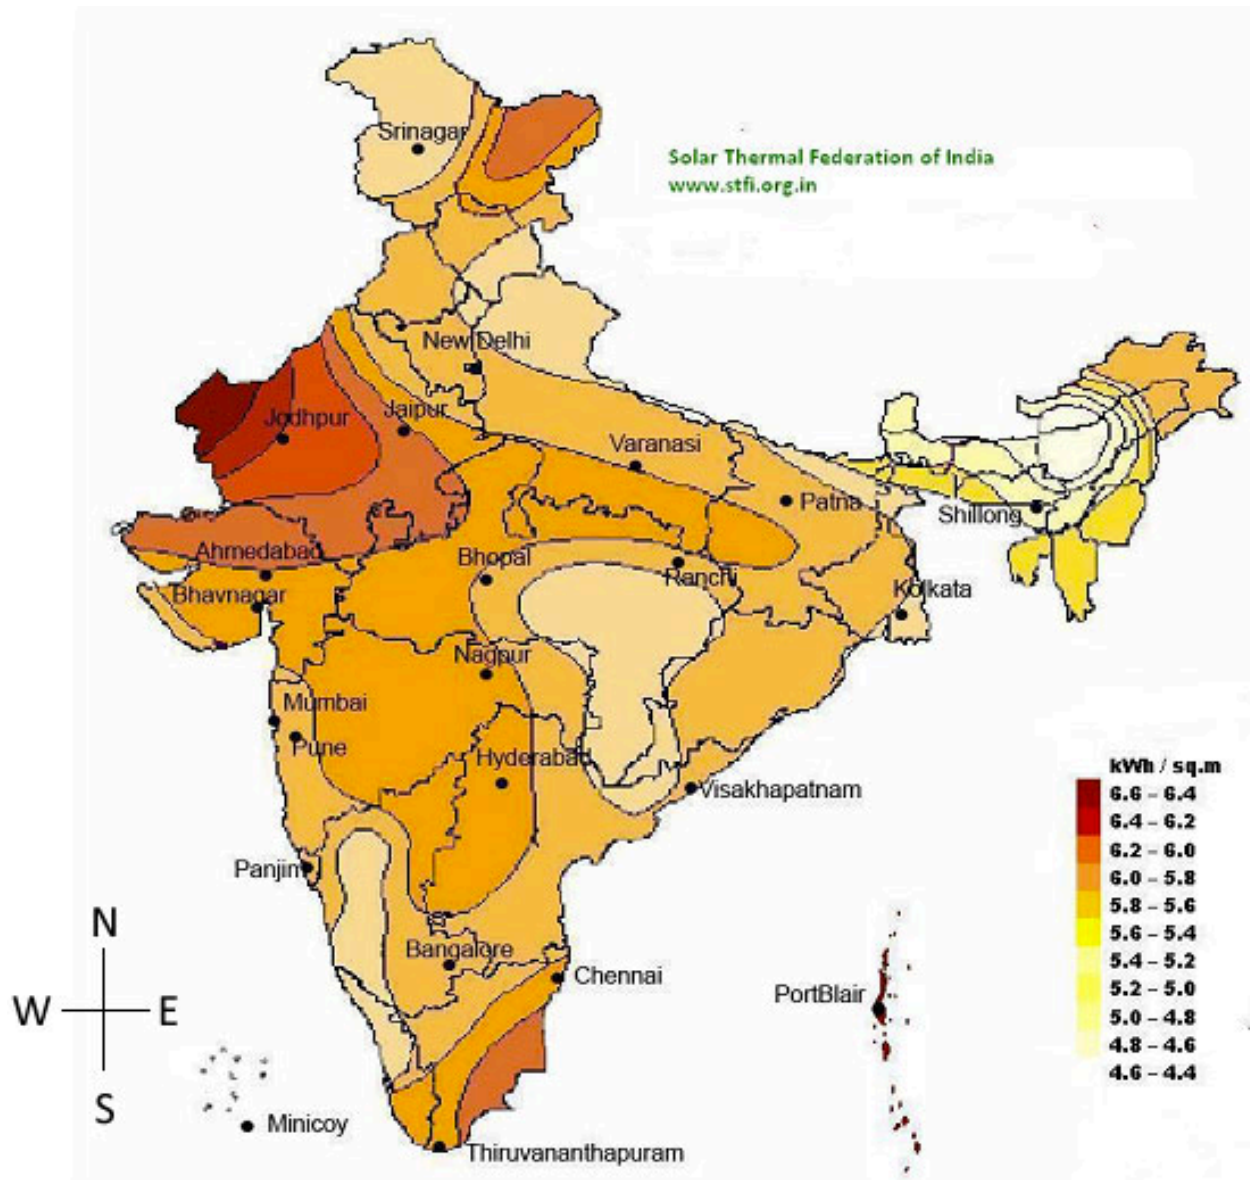 Srinagar
Solar Thermal Federation of India
www.stfi.org.in
New Delhi
Jodhpur
Jaipur
Varanasi
Patna
Shillong
Ahmedabad
Bhopal
Ranchi
Bhavnagar
Kolkata
Nagpur
Mumbai
Pune
Hyderabad
Visakhapatnam
kWh / sq.m
6.6 – 6.4
6.4 – 6.2
6.2 – 6.0
6.0 – 5.8
5.8 – 5.6
5.6 – 5.4
5.4 – 5.2
5.2 – 5.0
5.0 – 4.8
4.8 – 4.6
4.6 – 4.4
Panjim
N
W
E
S
Bangalore
Chennai
PortBlair
Minicoy
Thiruvananthapuram